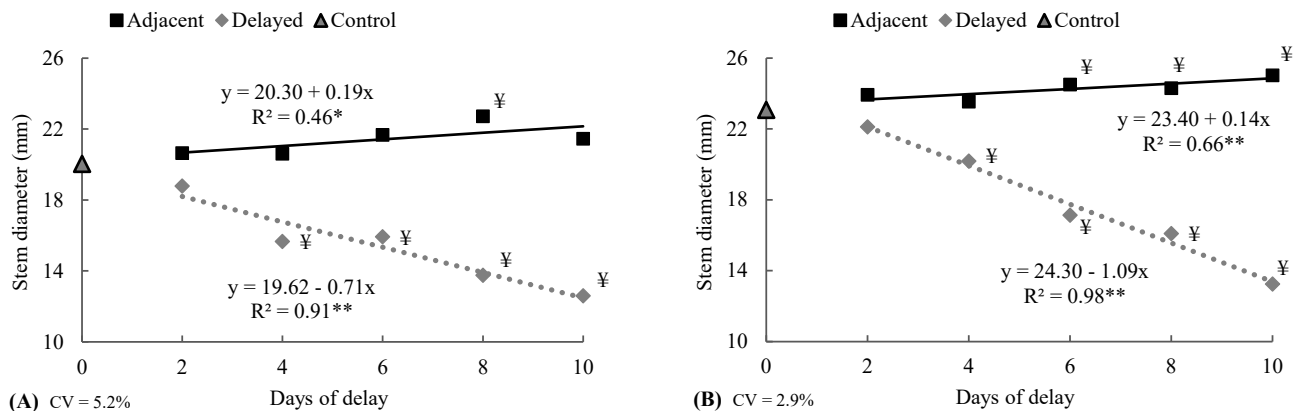 Adjacent Delayed Control
26
22
18
14
10
Stem diameter (mm)
y = 20.30 + 0.19x
R² = 0.46*
¥
¥
¥
¥
¥
y = 19.62 - 0.71x
R² = 0.91**
0 2 4 6 8 10
Days of delay
(A) CV = 5.2%
Adjacent Delayed Control
26
22
18
14
10
Stem diameter (mm)
¥
¥
¥
y = 23.40 + 0.14x
R² = 0.66**
¥
¥
¥
¥
y = 24.30 - 1.09x
R² = 0.98**
0 2 4 6 8 10
Days of delay
(B) CV = 2.9%